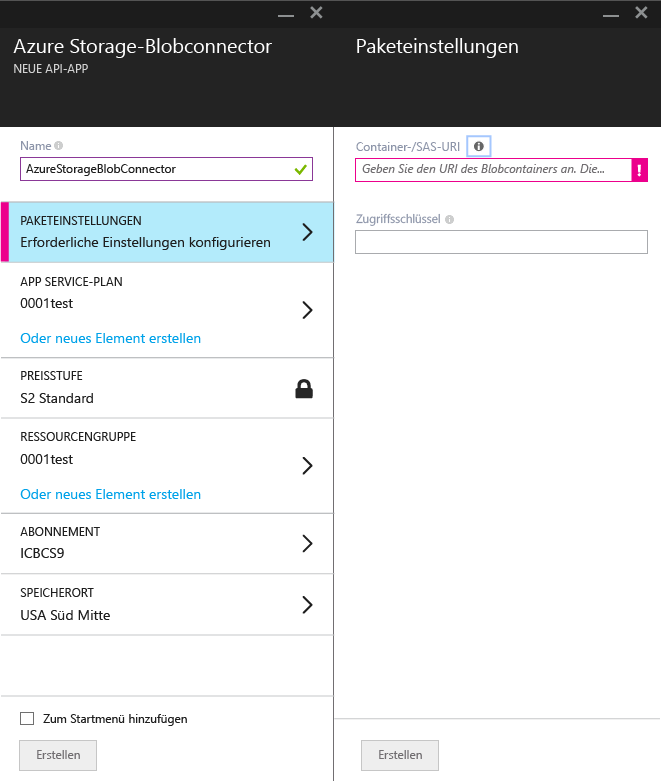 Azure Storage-Blobconnector
NEUE API-APP
Name
AzureStorageBlobConnector
PAKETEINSTELLUNGEN
Erforderliche Einstellungen konfigurieren
APP SERVICE-PLAN
0001test
Oder neues Element erstellen
PREISSTUFE
S2 Standard
RESSOURCENGRUPPE
0001test
Oder neues Element erstellen
ABONNEMENT
ICBCS9
SPEICHERORT
USA Süd Mitte
Zum Startmenü hinzufügen
Erstellen
Paketeinstellungen
Container-/SAS-URI
Geben Sie den URI des Blobcontainers an. Die...
Zugriffsschlüssel
Erstellen